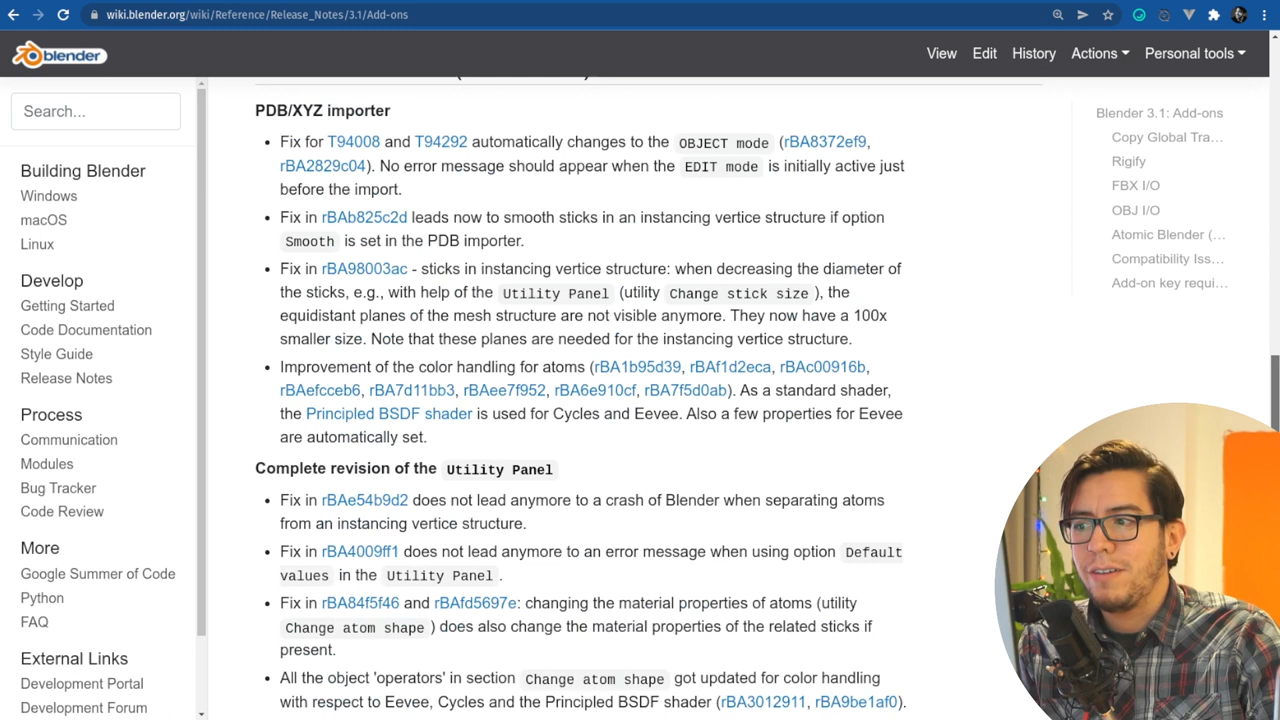 wiki.blender.org/wiki/Reference/Release_Notes/3.1/Add-ons
blender
View Edit History Actions Personal tools
Search...
Building Blender
Windows
macOS
Linux
Develop
Getting Started
Code Documentation
Style Guide
Release Notes
Process
Communication
Modules
Bug Tracker
Code Review
More
Google Summer of Code
Python
FAQ
External Links
Development Portal
Development Forum
PDB/XYZ importer
• Fix for T94008 and T94292 automatically changes to the OBJECT mode (rBA8372ef9,
rBA2829c04). No error message should appear when the EDIT mode is initially active just
before the import.
• Fix in rBAb825c2d leads now to smooth sticks in an instancing vertice structure if option
Smooth is set in the PDB importer.
• Fix in rBA98003ac - sticks in instancing vertice structure: when decreasing the diameter of
the sticks, e.g., with help of the Utility Panel (utility Change stick size ), the
equidistant planes of the mesh structure are not visible anymore. They now have a 100x
smaller size. Note that these planes are needed for the instancing vertice structure.
• Improvement of the color handling for atoms (rBA1b95d39, rBAf1d2eca, rBAc00916b,
rBAefcceb6, rBA7d11bb3, rBAee7f952, rBA6e910cf, rBA7f5d0ab). As a standard shader,
the Principled BSDF shader is used for Cycles and Eevee. Also a few properties for Eevee
are automatically set.
Complete revision of the Utility Panel
• Fix in rBAe54b9d2 does not lead anymore to a crash of Blender when separating atoms
from an instancing vertice structure.
• Fix in rBA4009ff1 does not lead anymore to an error message when using option Default
values in the Utility Panel .
• Fix in rBA84f5f46 and rBAfd5697e: changing the material properties of atoms (utility
Change atom shape ) does also change the material properties of the related sticks if
present.
• All the object 'operators' in section Change atom shape got updated for color handling
with respect to Eevee, Cycles and the Principled BSDF shader (rBA3012911, rBA9be1af0).
Blender 3.1: Add-ons
Copy Global Tra...
Rigify
FBX I/O
OBJ I/O
Atomic Blender (...
Compatibility Iss...
Add-on key requi...